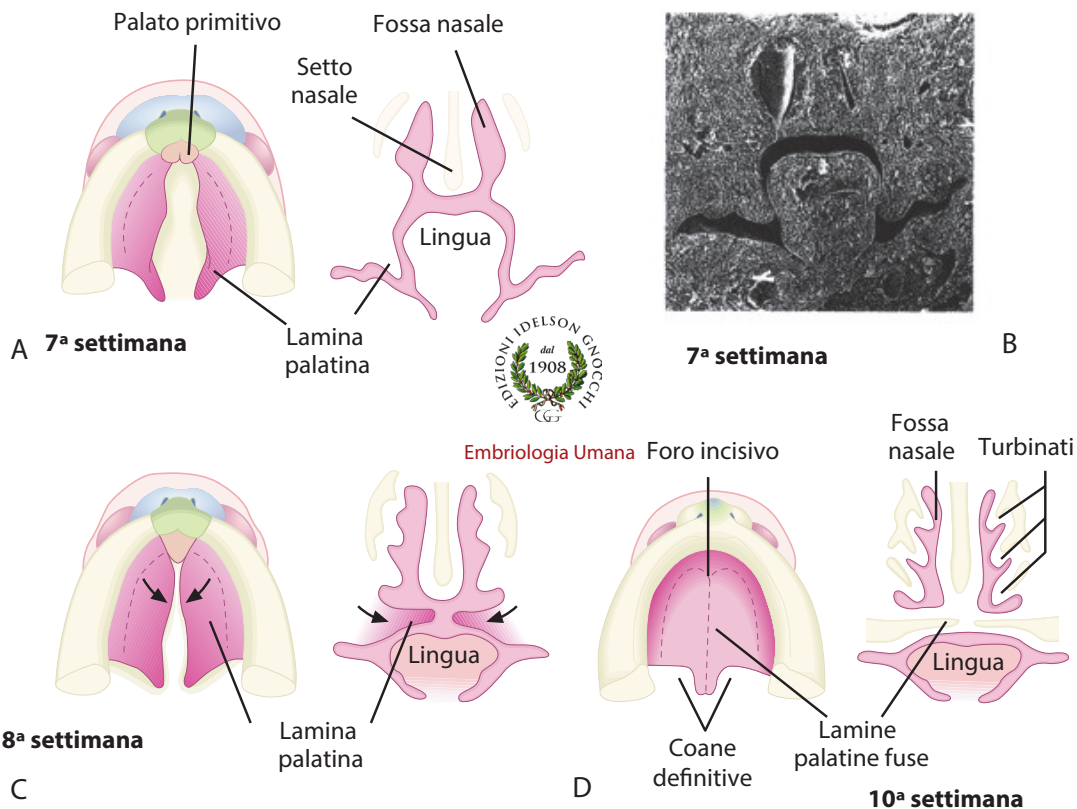 Palato primitivo
Fossa nasale
Setto
nasale
Lingua
Lamina
palatina
A 7ª settimana
7ª settimana
B
EDIZIONI IDELSON GNOCCHI
dal
1908
CGG
Embriologia Umana
Lingua
Lamina
palatina
8ª settimana
C
Foro incisivo
Fossa
nasale
Turbinati
Lingua
Coane
definitive
Lamine
palatine fuse
D
10ª settimana